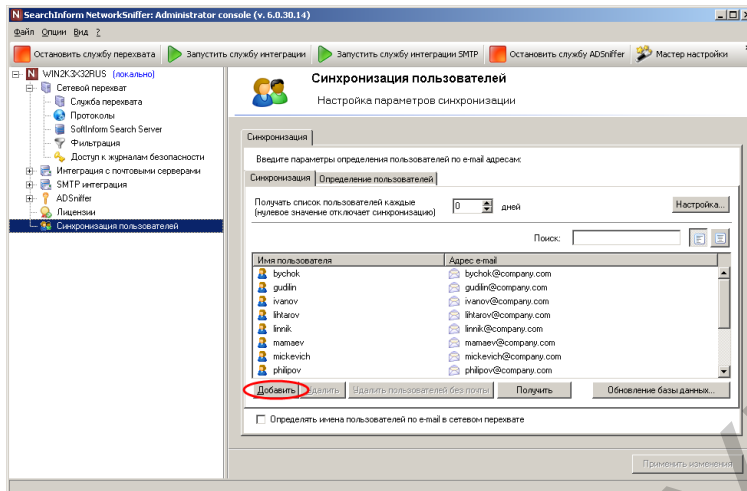 SearchInform NetworkSniffer: Administrator console (v. 6.0.30.14)
Файл Опции Вид ?
Остановить службу перехвата Запустить службу интеграции Запустить службу интеграции SMTP Остановить службу ADSniffer Мастер настройки
WIN2K3X32RUS (локально)
Сетевой перехват
Служба перехвата
Протоколы
SoftInform Search Server
Фильтрация
Доступ к журналам безопасности
Интеграция с почтовыми серверами
SMTP интеграция
ADSniffer
Лицензии
Синхронизация пользователей
Синхронизация пользователей
Настройка параметров синхронизации
Синхронизация
Введите параметры определения пользователей по e-mail адресам:
Синхронизация Определение пользователей
Получать список пользователей каждые
(нулевое значение отключает синхронизацию)
0 дней
Настройка...
Поиск:
Имя пользователя Адрес e-mail
bychok bychok@company.com
gudilin gudilin@company.com
ivanov ivanov@company.com
lihtarov lihtarov@company.com
linnik linnik@company.com
mamaev mamaev@company.com
mickevich mickevich@company.com
philipov philipov@company.com
Добавить Удалить Удалить пользователей без почты Получить Обновление базы данных...
Определять имена пользователей по e-mail в сетевом перехвате
Применить изменения